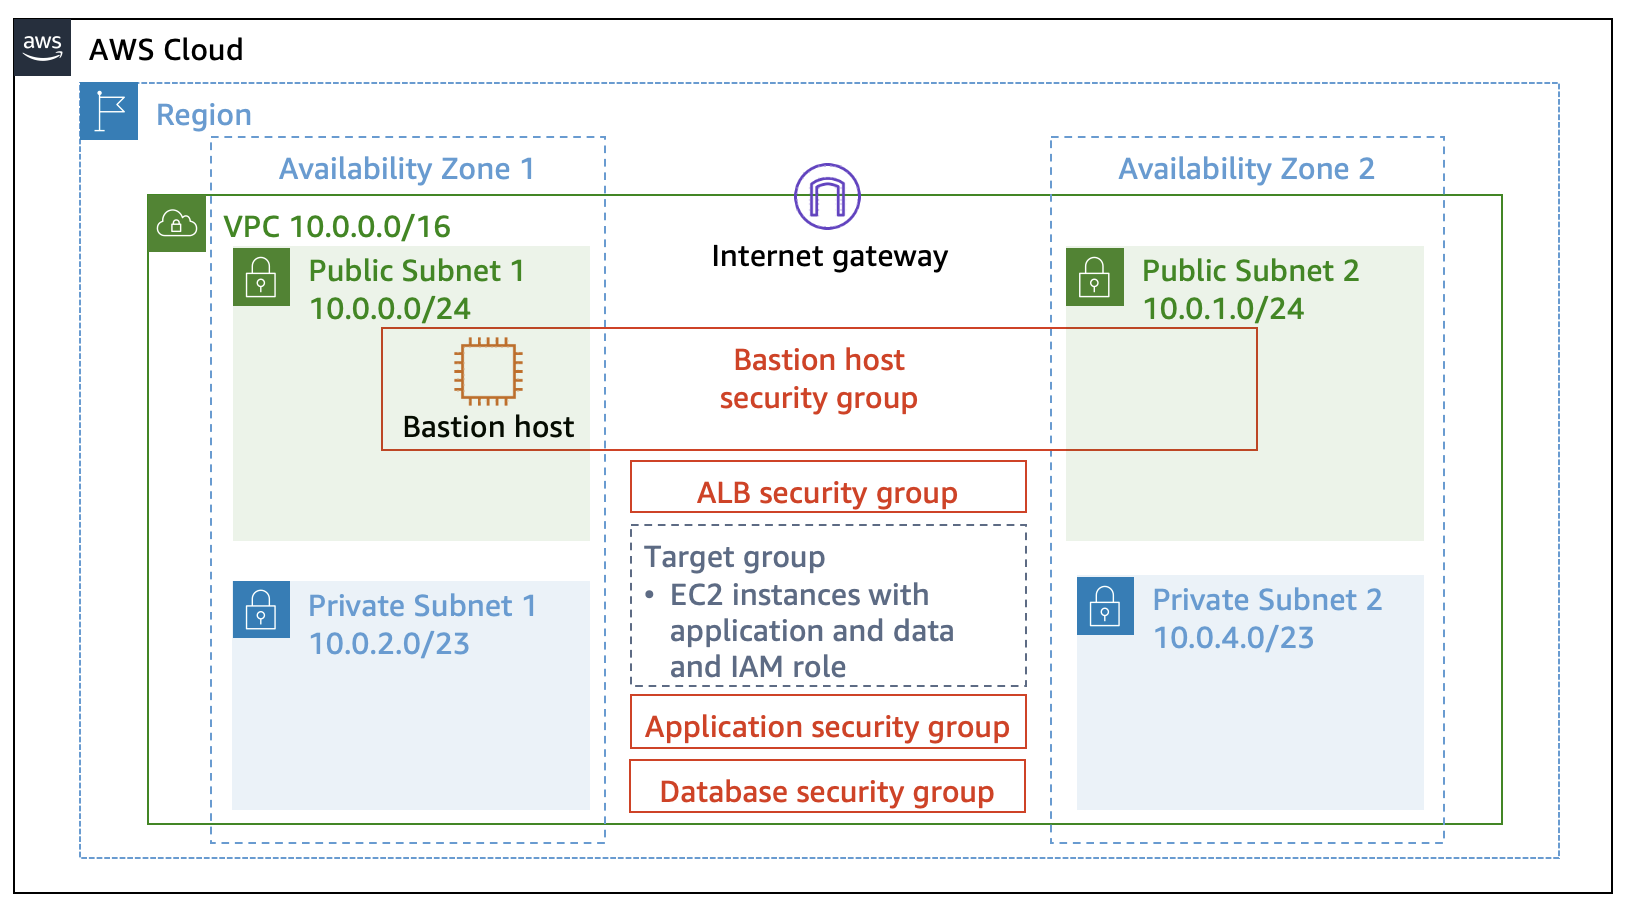 aws
AWS Cloud
Region
Availability Zone 1
Availability Zone 2
VPC 10.0.0.0/16
Internet gateway
Public Subnet 1
10.0.0.0/24
Public Subnet 2
10.0.1.0/24
Bastion host
Bastion host
security group
ALB security group
Target group
• EC2 instances with
application and data
and IAM role
Private Subnet 1
10.0.2.0/23
Private Subnet 2
10.0.4.0/23
Application security group
Database security group